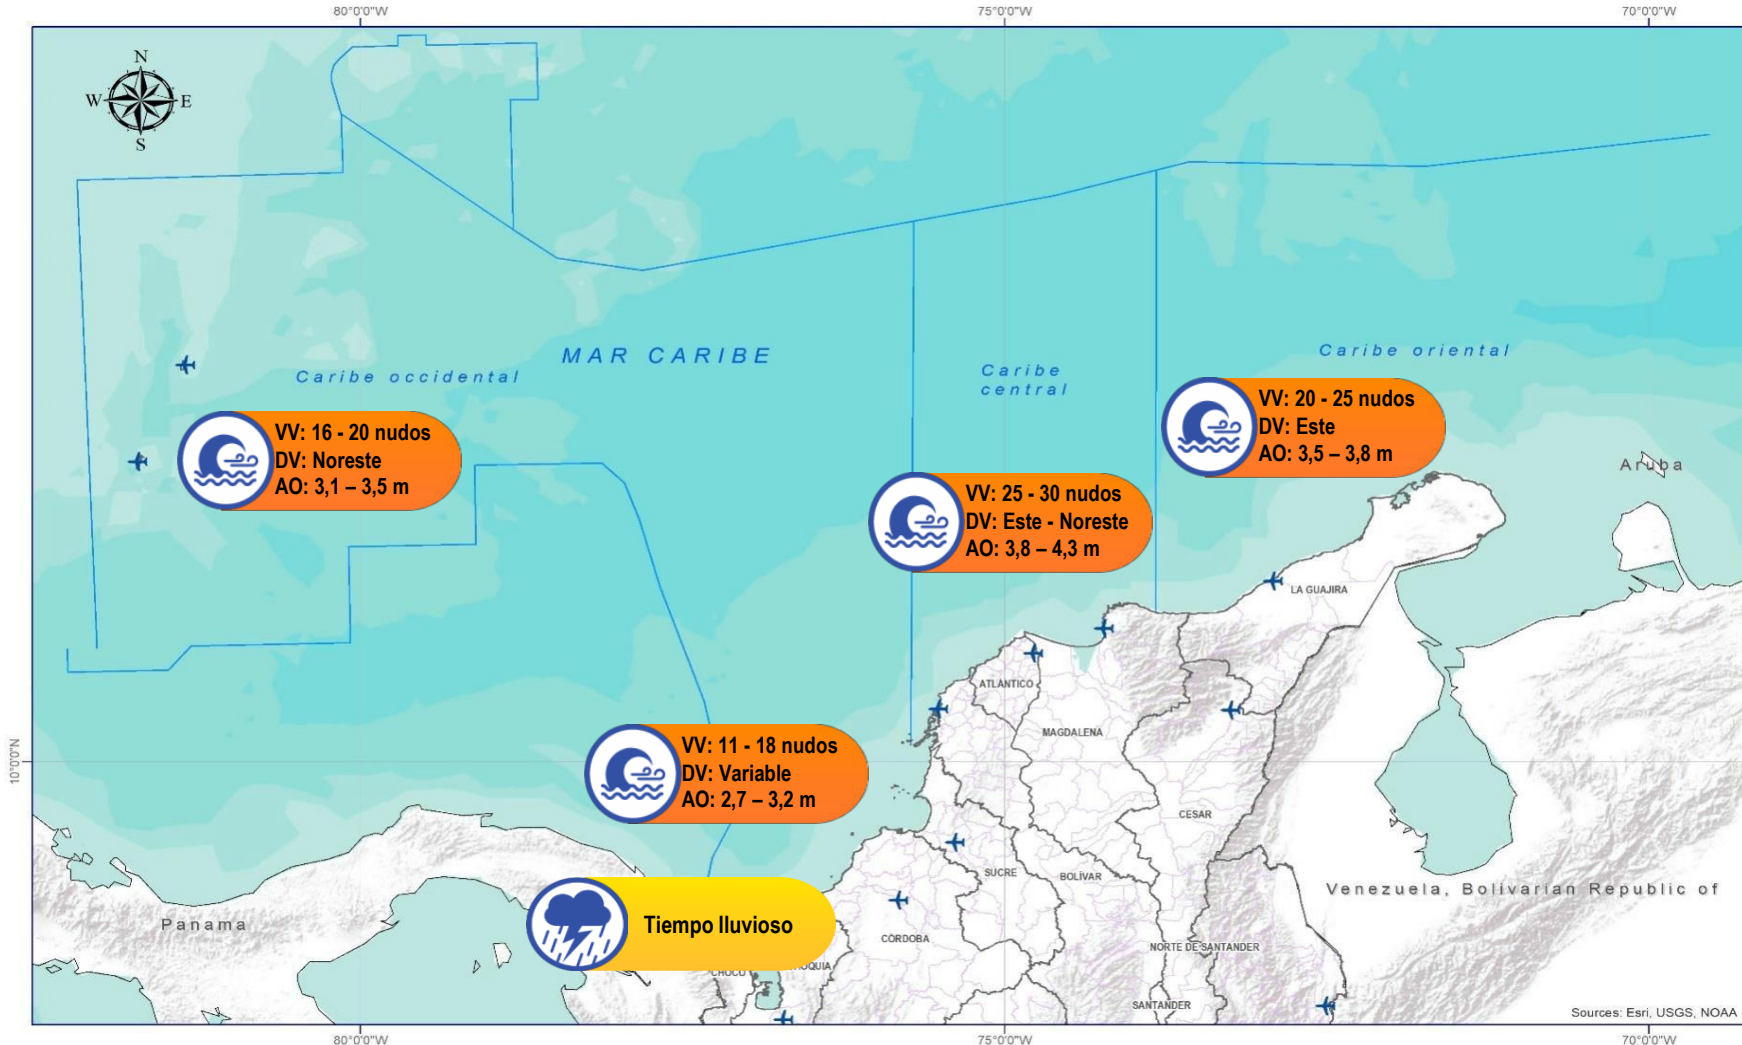 80°0'0"W
75°0'0"W
70°0'0"W
N
W
E
S
MAR CARIBE
Caribe occidental
Caribe
central
Caribe oriental
VV: 20 - 25 nudos
DV: Este
AO: 3,5 – 3,8 m
VV: 16 - 20 nudos
DV: Noreste
AO: 3,1 – 3,5 m
Aruba
VV: 25 - 30 nudos
DV: Este - Noreste
AO: 3,8 – 4,3 m
LA GUAJIRA
ATLÁNTICO
MAGDALENA
10°0'0"N
VV: 11 - 18 nudos
DV: Variable
AO: 2,7 – 3,2 m
CESAR
SUCRE
BOLÍVAR
Venezuela, Bolivarian Republic of
Panama
Tiempo lluvioso
CÓRDOBA
NORTE DE SANTANDER
CHOCÓ
OQUIA
SANTANDER
Sources: Esri, USGS, NOAA
80°0'0"W
75°0'0"W
70°0'0"W